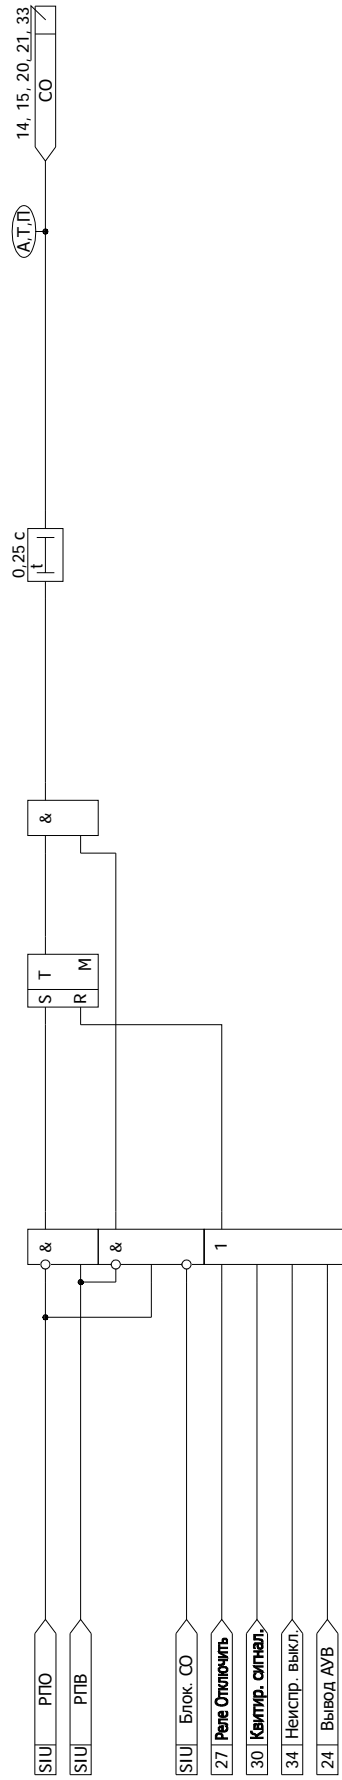 14, 15, 20, 21, 33
СО
А,Т,П
0,25 с
t
&
S T
R M
&
&
1
SIU РПО
SIU РПВ
SIU Блок. СО
27 Реле Отключить
30 Квитир. сигнал.
34 Неиспр. выкл.
24 Вывод АУВ